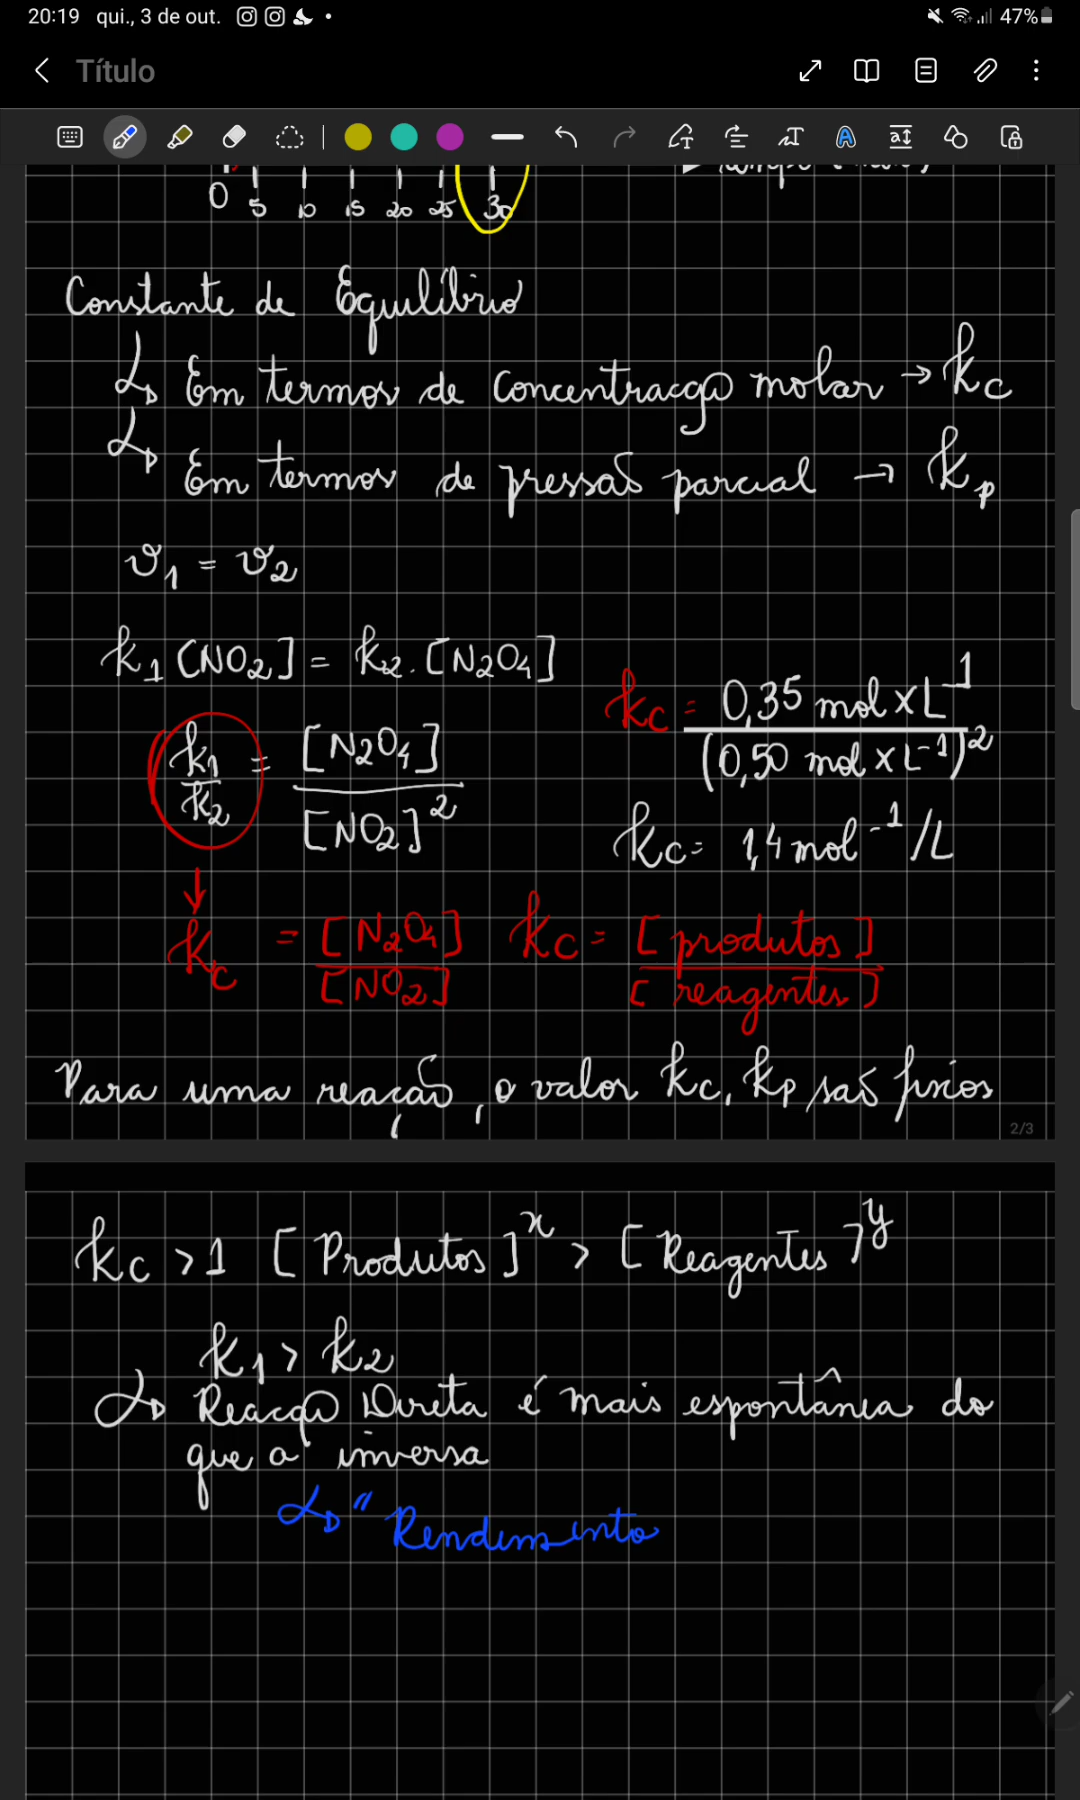 20:19 qui., 3 de out. 47%
Título
0 5 10 15 20 25 30
Constante de Equilíbrio
Em termos de concentração molar → kc
Em termos de pressão parcial → kp
v1 = v2
k1 [NO2] = k2. [N2O4]
kc = 0,35 mol x L-1 / (0,50 mol x L-1)2
k1/k2 = [N2O4] / [NO2]2
kc = 1,4 mol-1/L
kc = [N2O4] / [NO2] kc = [produtos] / [reagentes]
Para uma reação, o valor kc, kp são fixos
2/3
kc > 1 [Produtos]x > [Reagentes]y
k1 > k2
Reação Direta é mais espontânea do
que a inversa
" Rendimento